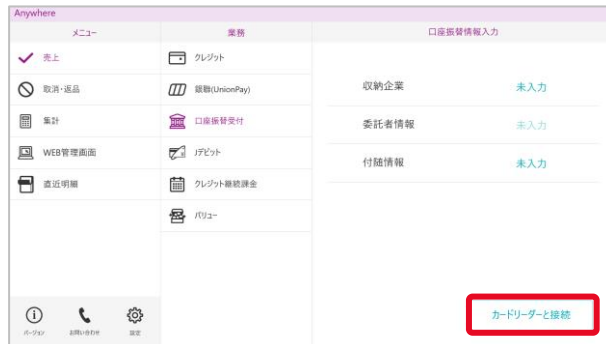 Anywhere
メニュー
業務
口座振替情報入力
売上
クレジット
取消・返品
銀聯(UnionPay)
収納企業
未入力
集計
口座振替受付
委託者情報
未入力
WEB管理画面
Jデビット
付随情報
未入力
直近明細
クレジット継続課金
バリュー
カードリーダーと接続
バージョン
お問い合わせ
設定